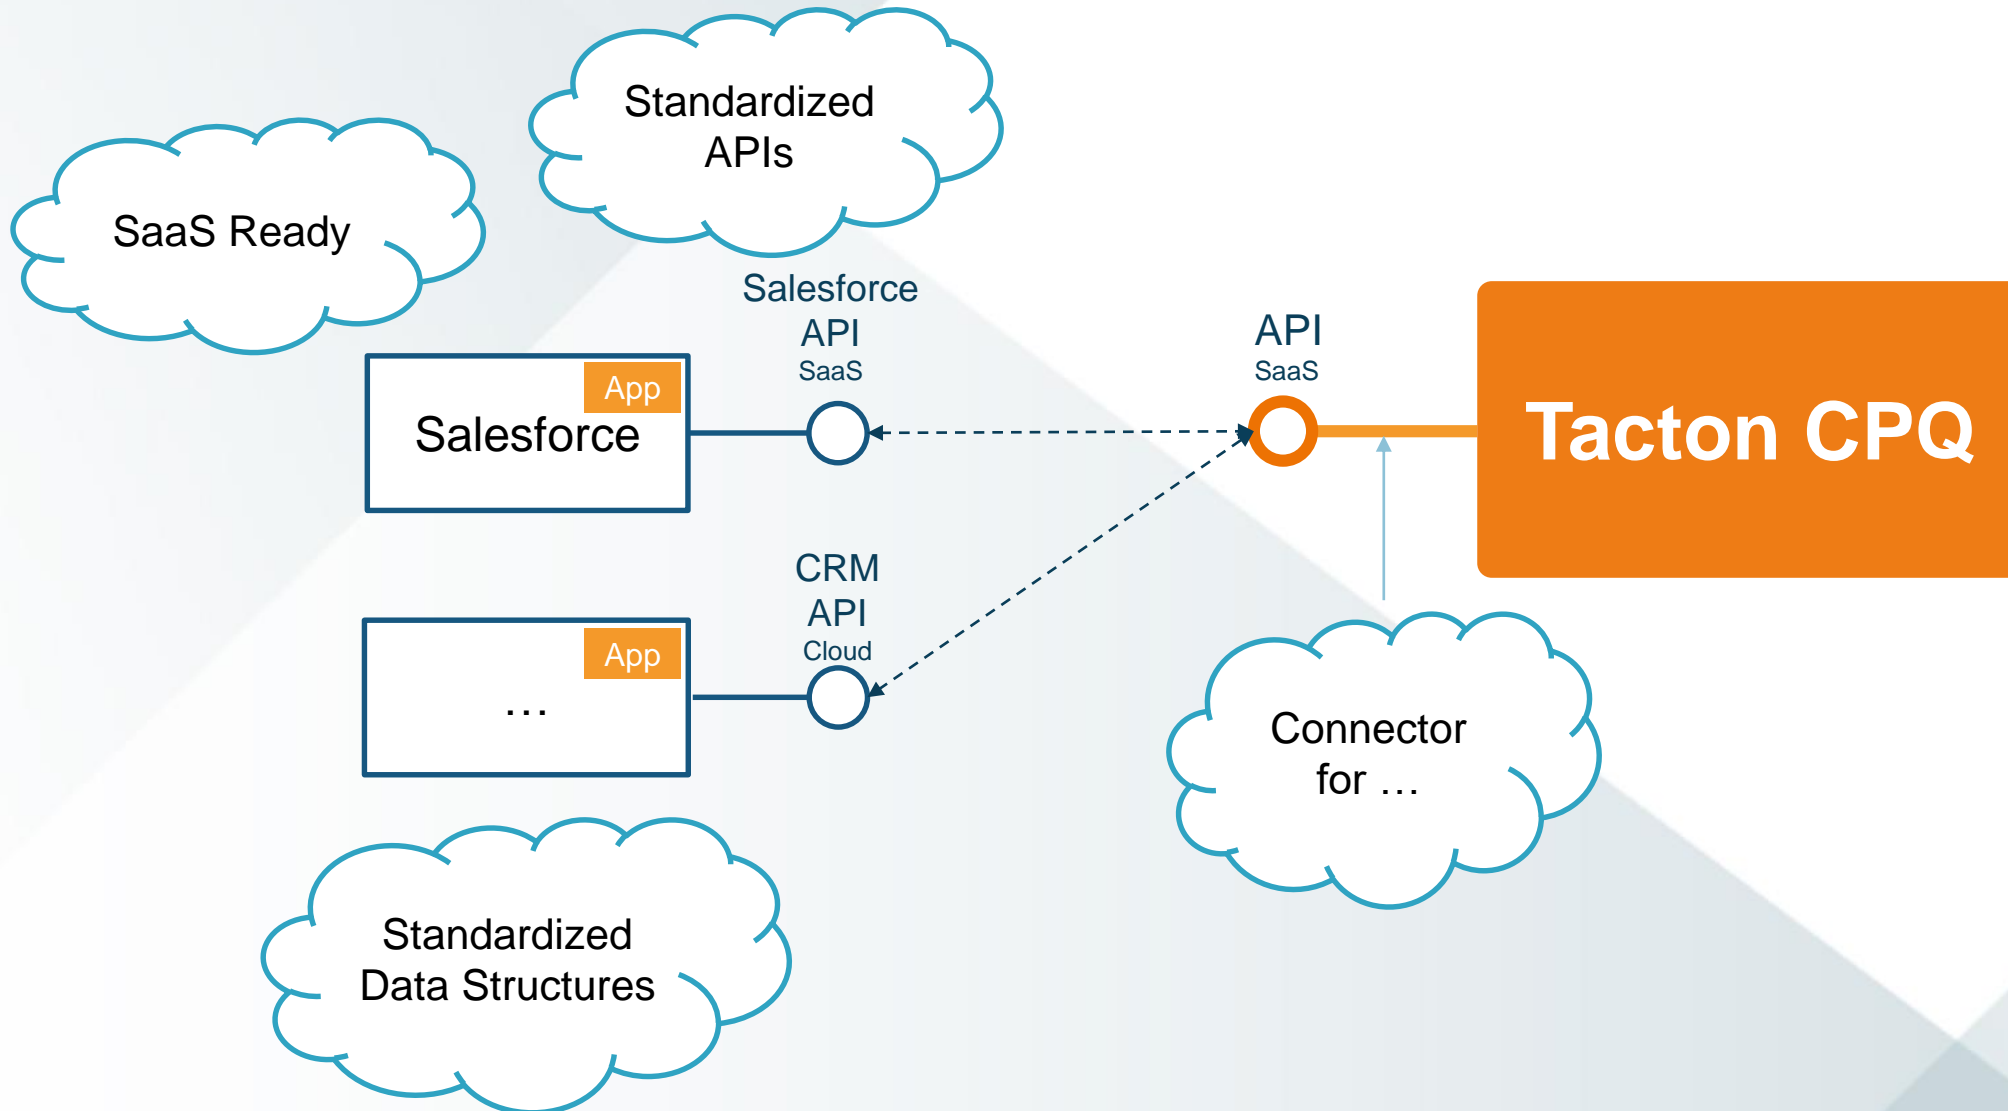 Standardized
APIs
SaaS Ready
Salesforce
API
SaaS
API
SaaS
App
Salesforce
Tacton CPQ
CRM
API
Cloud
App
…
Connector
for …
Standardized
Data Structures